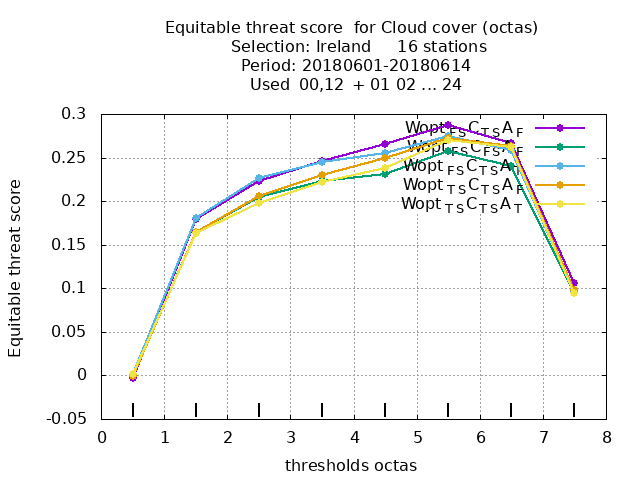 Equitable threat score for Cloud cover (octas)
Selection: Ireland 16 stations
Period: 20180601-20180614
Used 00,12 + 01 02 ... 24
0.3
0.25
0.2
0.15
0.1
0.05
0
-0.05
Equitable threat score
Wopt FS C TS A F
Wopt FS C FS A F
Wopt FS C TS A F
Wopt TS C TS A F
Wopt TS C TS A T
0 1 2 3 4 5 6 7 8
thresholds octas